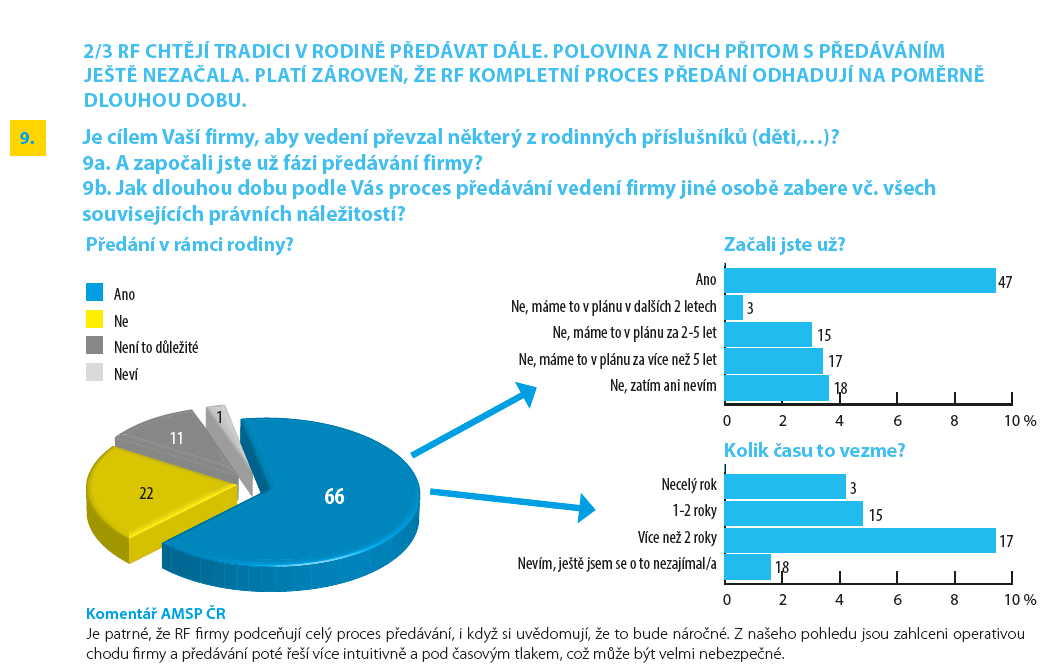 2/3 RF CHTĚJÍ TRADICI V RODINĚ PŘEDÁVAT DÁLE. POLOVINA Z NICH PŘITOM S PŘEDÁVÁNÍM
JEŠTĚ NEZAČALA. PLATÍ ZÁROVEŇ, ŽE RF KOMPLETNÍ PROCES PŘEDÁNÍ ODHADUJÍ NA POMĚRNĚ
DLOUHOU DOBU.
9.
Je cílem Vaší firmy, aby vedení převzal některý z rodinných příslušníků (děti,…)?
9a. A započali jste už fázi předávání firmy?
9b. Jak dlouhou dobu podle Vás proces předávání vedení firmy jiné osobě zabere vč. všech
souvisejících právních náležitostí?
Předání v rámci rodiny?
Ano
Ne
Není to důležité
Neví
1
11
22
66
Začali jste už?
Ano 47
Ne, máme to v plánu v dalších 2 letech 3
Ne, máme to v plánu za 2-5 let 15
Ne, máme to v plánu za více než 5 let 17
Ne, zatím ani nevím 18
0 2 4 6 8 10 %
Kolik času to vezme?
Necelý rok 3
1-2 roky 15
Více než 2 roky 17
Nevím, ještě jsem se o to nezajímal/a 18
0 2 4 6 8 10 %
Komentář AMSP ČR
Je patrné, že RF firmy podceňují celý proces předávání, i když si uvědomují, že to bude náročné. Z našeho pohledu jsou zahlceni operativou
chodu firmy a předávání poté řeší více intuitivně a pod časovým tlakem, což může být velmi nebezpečné.